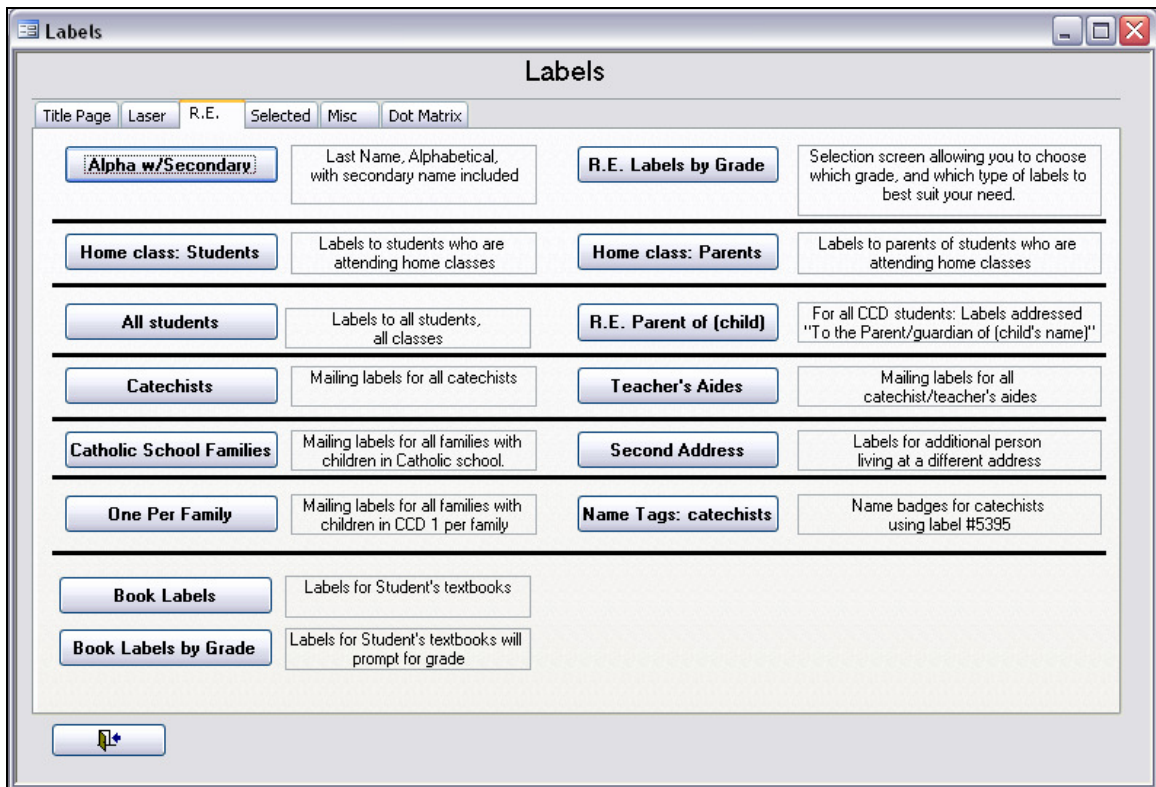 Labels
Labels
Title Page
Laser
R.E.
Selected
Misc
Dot Matrix
Alpha w/Secondary
Last Name, Alphabetical,
with secondary name included
R.E. Labels by Grade
Selection screen allowing you to choose
which grade, and which type of labels to
best suit your need.
Home class: Students
Labels to students who are
attending home classes
Home class: Parents
Labels to parents of students who are
attending home classes
All students
Labels to all students,
all classes
R.E. Parent of (child)
For all CCD students: Labels addressed
"To the Parent/guardian of (child's name)"
Catechists
Mailing labels for all catechists
Teacher's Aides
Mailing labels for all
catechist/teacher's aides
Catholic School Families
Mailing labels for all families with
children in Catholic school.
Second Address
Labels for additional person
living at a different address
One Per Family
Mailing labels for all families with
children in CCD 1 per family
Name Tags: catechists
Name badges for catechists
using label #5395
Book Labels
Labels for Student's textbooks
Book Labels by Grade
Labels for Student's textbooks will
prompt for grade